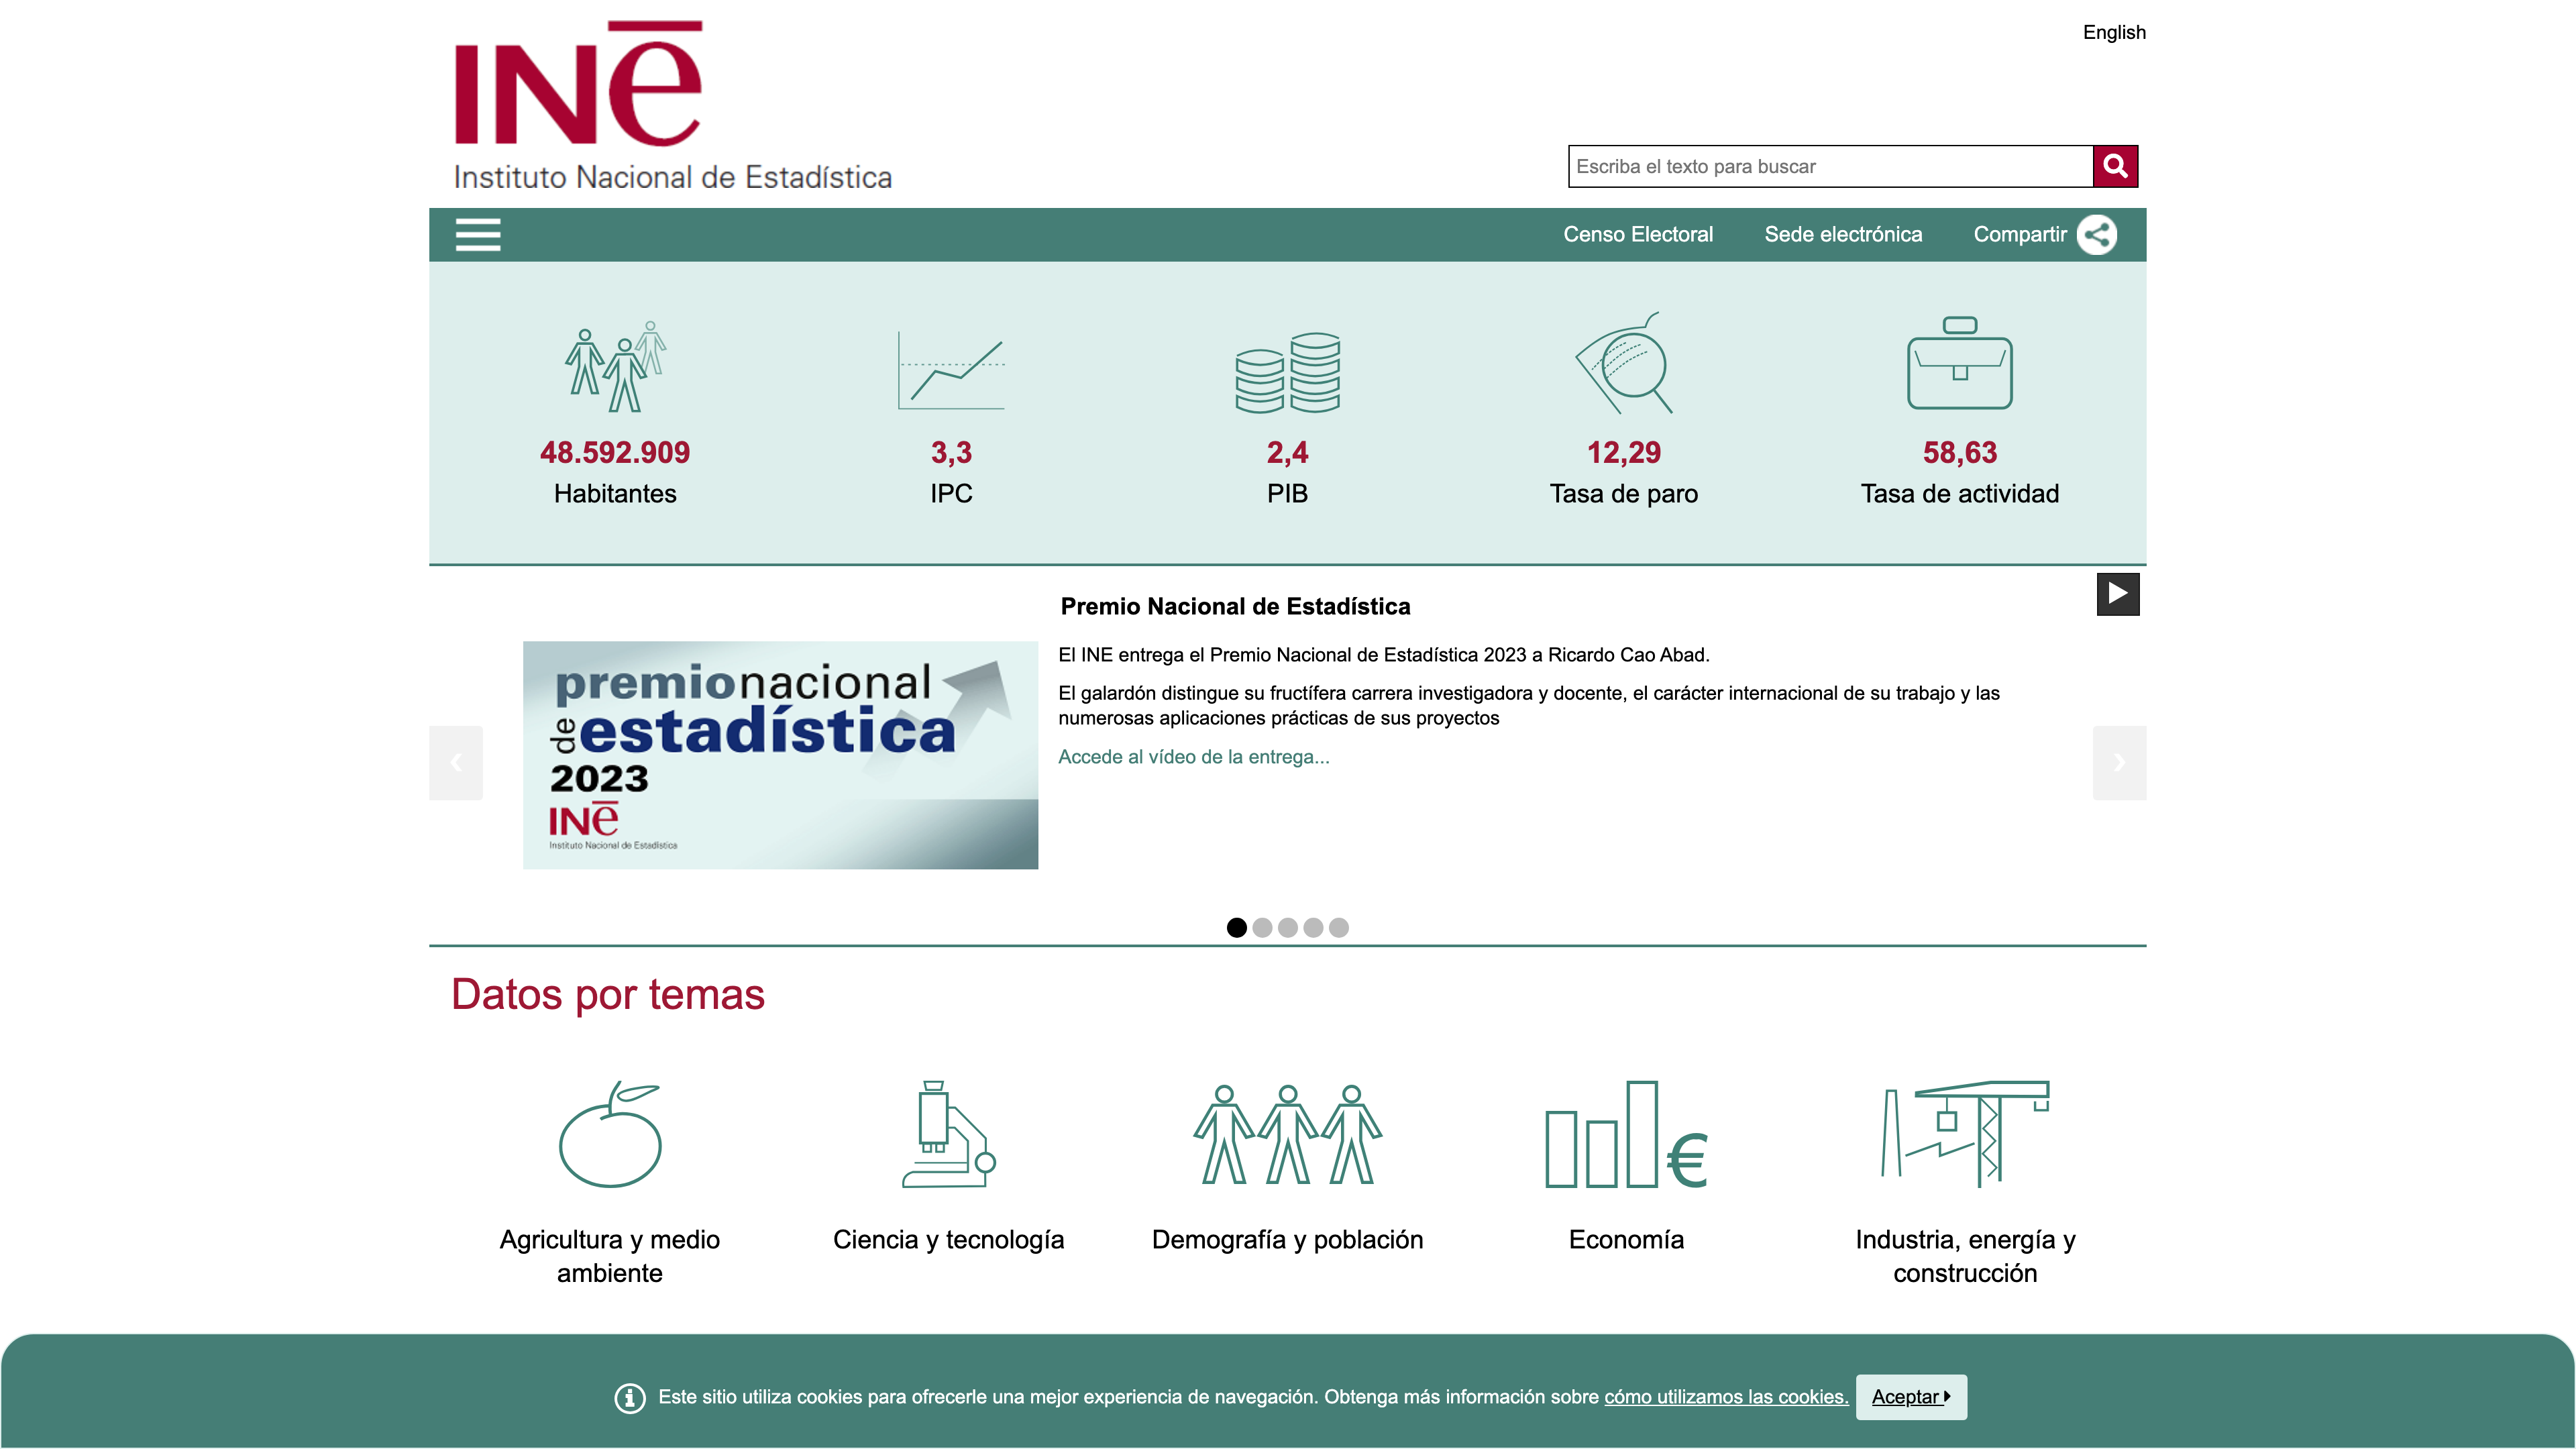 INe
Instituto Nacional de Estadística
English
Escriba el texto para buscar
Censo Electoral
Sede electrónica
Compartir
48.592.909
Habitantes
3,3
IPC
2,4
PIB
12,29
Tasa de paro
58,63
Tasa de actividad
Premio Nacional de Estadística
premionacional
de estadística
2023
INe
Instituto Nacional de Estadística
El INE entrega el Premio Nacional de Estadística 2023 a Ricardo Cao Abad.
El galardón distingue su fructífera carrera investigadora y docente, el carácter internacional de su trabajo y las
numerosas aplicaciones prácticas de sus proyectos
Accede al vídeo de la entrega...
Datos por temas
€
Agricultura y medio
ambiente
Ciencia y tecnología
Demografía y población
Economía
Industria, energía y
construcción
Este sitio utiliza cookies para ofrecerle una mejor experiencia de navegación. Obtenga más información sobre cómo utilizamos las cookies.
Aceptar